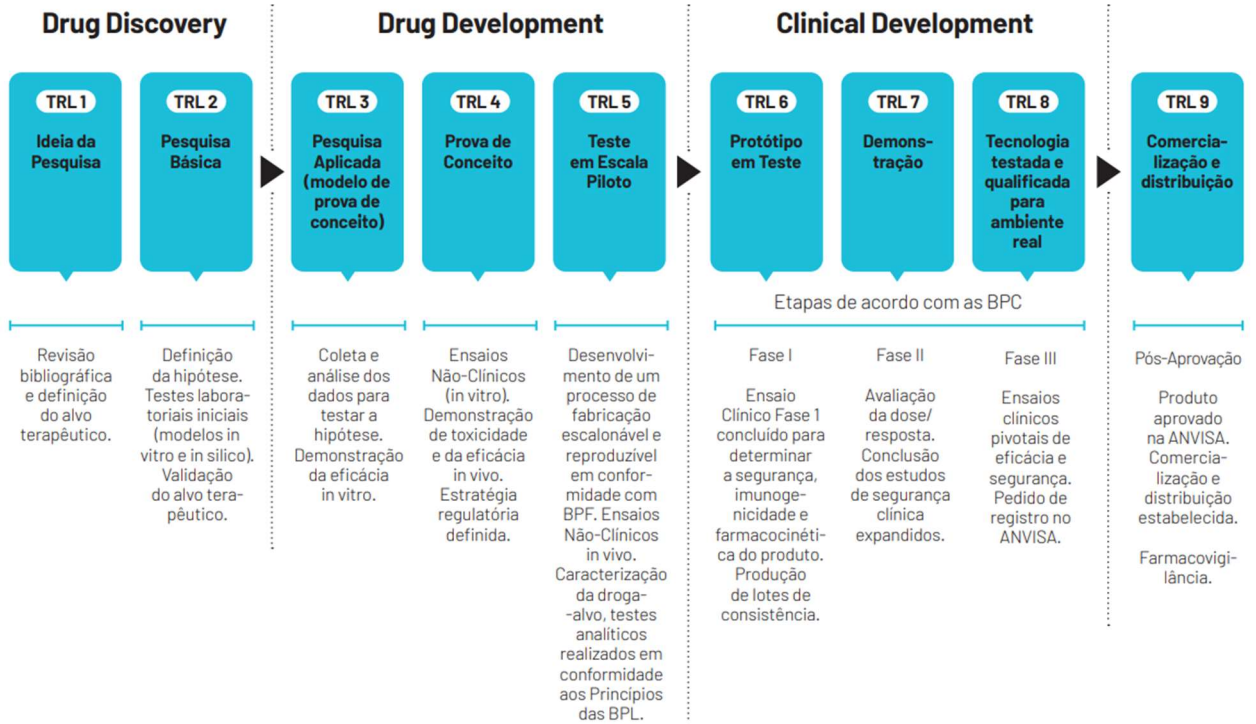 Drug Discovery
Drug Development
Clinical Development
TRL 1
Ideia da
Pesquisa
TRL 2
Pesquisa
Básica
TRL 3
Pesquisa
Aplicada
(modelo de
prova de
conceito)
TRL 4
Prova de
Conceito
TRL 5
Teste
em Escala
Piloto
TRL 6
Protótipo
em Teste
TRL 7
Demons-
tração
TRL 8
Tecnologia
testada e
qualificada
para
ambiente
real
TRL 9
Comercia-
lização e
distribuição
Etapas de acordo com as BPC
Revisão
bibliográfica
e definição
do alvo
terapêutico.
Definição
da hipótese.
Testes labora-
toriais iniciais
(modelos in
vitro e in silico).
Validação
do alvo tera-
pêutico.
Coleta e
análise dos
dados para
testar a
hipótese.
Demonstração
da eficácia
in vitro.
Ensaios
Não-Clínicos
(in vitro).
Demonstração
de toxicidade
e da eficácia
in vivo.
Estratégia
regulatória
definida.
Desenvolvi-
mento de um
processo de
fabricação
escalonável e
reproduzível
em confor-
midade com
BPF. Ensaios
Não-Clínicos
in vivo.
Caracterização
da droga-
-alvo, testes
analíticos
realizados em
conformidade
aos Princípios
das BPL.
Fase I
Ensaio
Clínico Fase 1
concluído para
determinar
a segurança,
imunoge-
nicidade e
farmacocinéti-
ca do produto.
Produção
de lotes de
consistência.
Fase II
Avaliação
da dose/
resposta.
Conclusão
dos estudos
de segurança
clínica
expandidos.
Fase III
Ensaios
clínicos
pivotais de
eficácia e
segurança.
Pedido de
registro no
ANVISA.
Pós-Aprovação
Produto
aprovado
na ANVISA.
Comercia-
lização e
distribuição
estabelecida.
Farmacovigi-
lância.